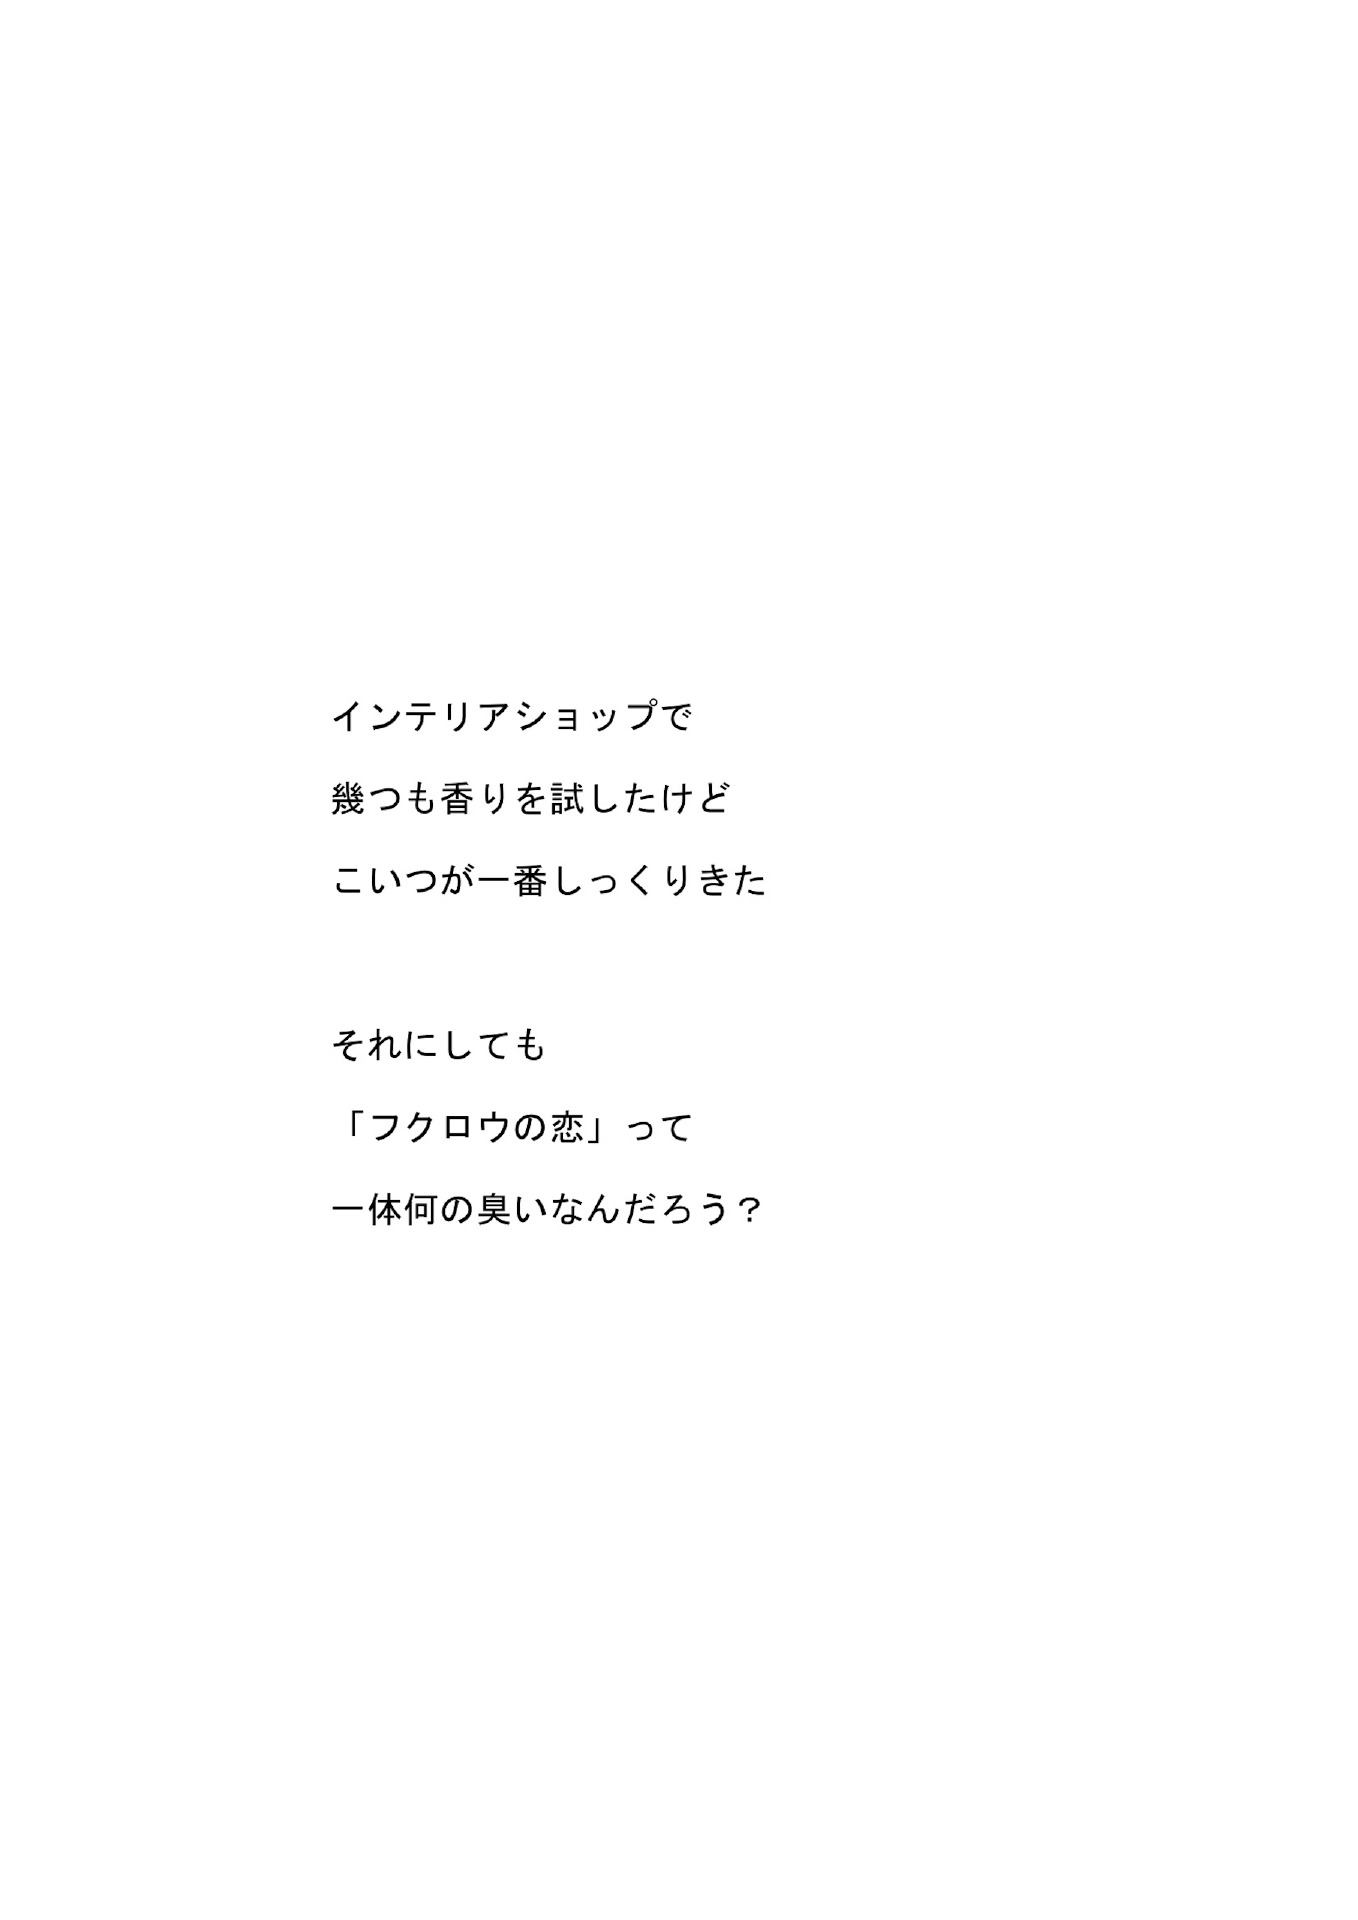 インテリアショップで
幾つも香りを試したけど
こいつが一番しっくりきた
それにしても
「フクロウの恋」って
一体何の臭いなんだろう？